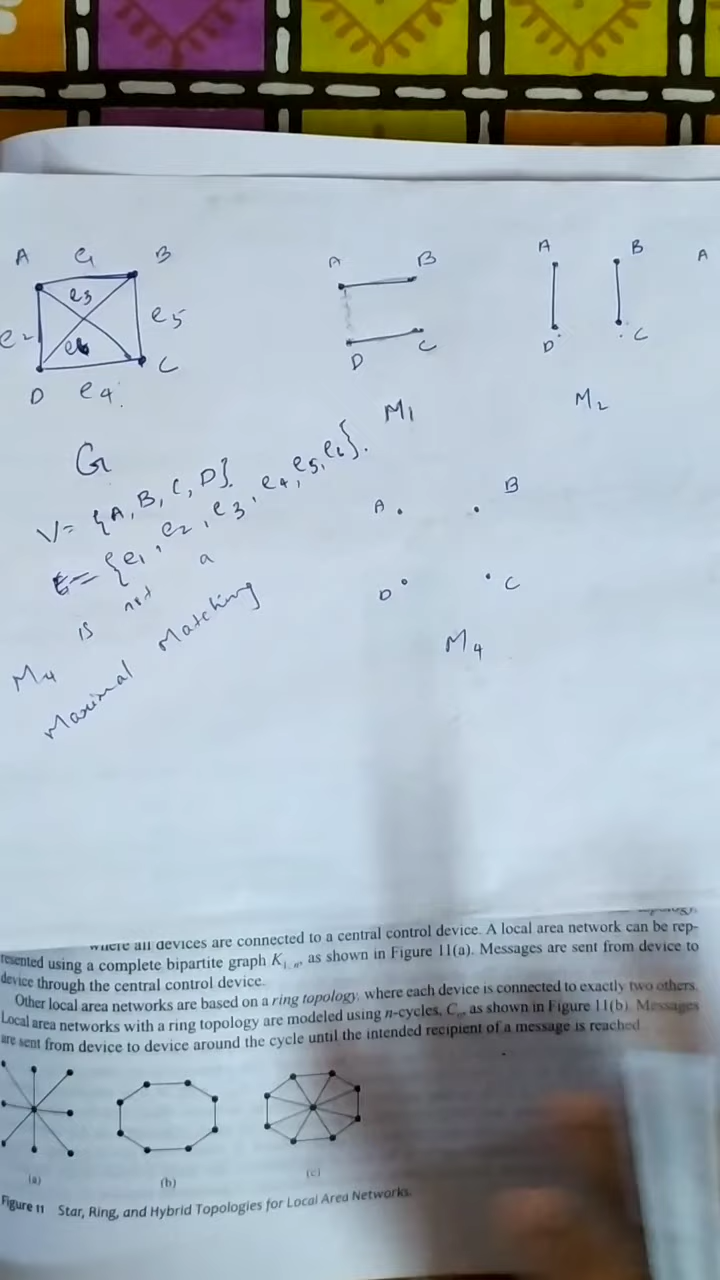 A e1 B
e3
e2 e5
e6
D e4 C
G
A B
D C
M1
A B
D C
M2
A
V = {A, B, C, D}.
E = {e1, e2, e3, e4, e5, e6}.
M4 is not a
Maximal Matching
A B
D C
M4
where all devices are connected to a central control device. A local area network can be rep-
resented using a complete bipartite graph K1,n, as shown in Figure 11(a). Messages are sent from device to
device through the central control device.
Other local area networks are based on a ring topology, where each device is connected to exactly two others.
Local area networks with a ring topology are modeled using n-cycles, Cn, as shown in Figure 11(b). Messages
are sent from device to device around the cycle until the intended recipient of a message is reached
(a) (b) (c)
Figure 11 Star, Ring, and Hybrid Topologies for Local Area Networks.